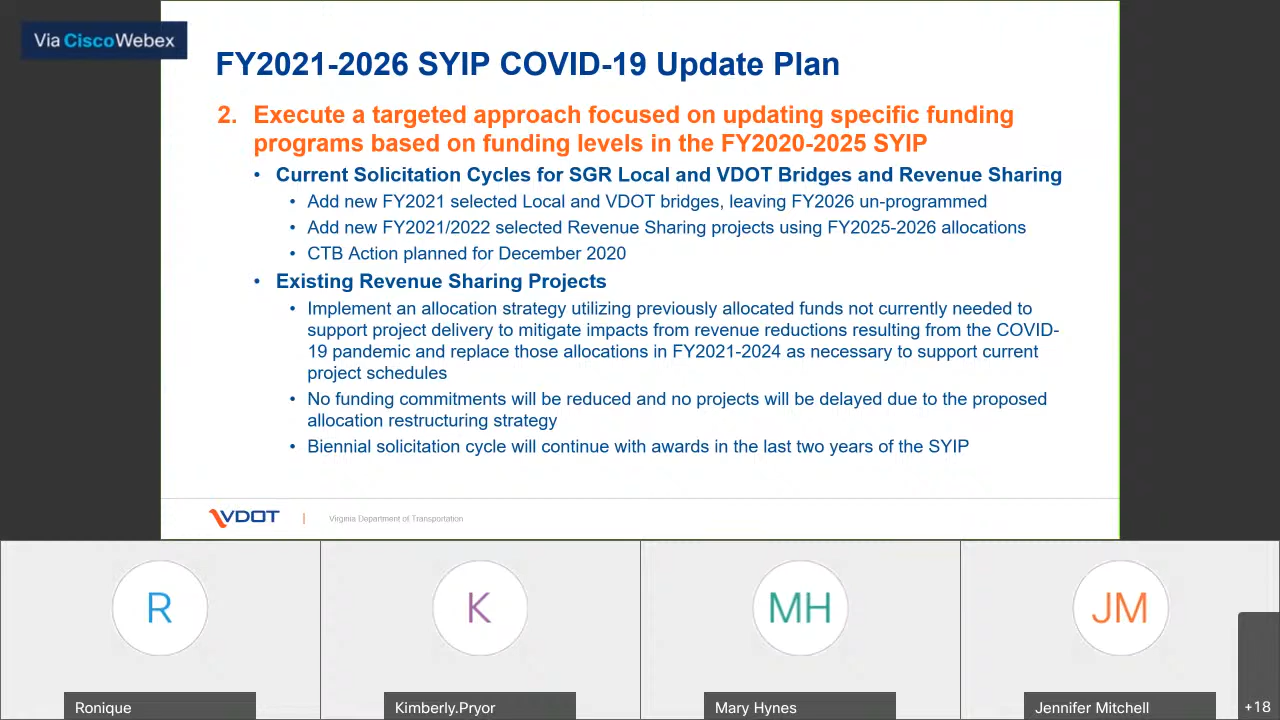 Via CiscoWebex
FY2021-2026 SYIP COVID-19 Update Plan
2. Execute a targeted approach focused on updating specific funding
programs based on funding levels in the FY2020-2025 SYIP
• Current Solicitation Cycles for SGR Local and VDOT Bridges and Revenue Sharing
• Add new FY2021 selected Local and VDOT bridges, leaving FY2026 un-programmed
• Add new FY2021/2022 selected Revenue Sharing projects using FY2025-2026 allocations
• CTB Action planned for December 2020
• Existing Revenue Sharing Projects
• Implement an allocation strategy utilizing previously allocated funds not currently needed to
support project delivery to mitigate impacts from revenue reductions resulting from the COVID-
19 pandemic and replace those allocations in FY2021-2024 as necessary to support current
project schedules
• No funding commitments will be reduced and no projects will be delayed due to the proposed
allocation restructuring strategy
• Biennial solicitation cycle will continue with awards in the last two years of the SYIP
VDOT | Virginia Department of Transportation
R K MH JM
Ronique Kimberly.Pryor Mary Hynes Jennifer Mitchell +18